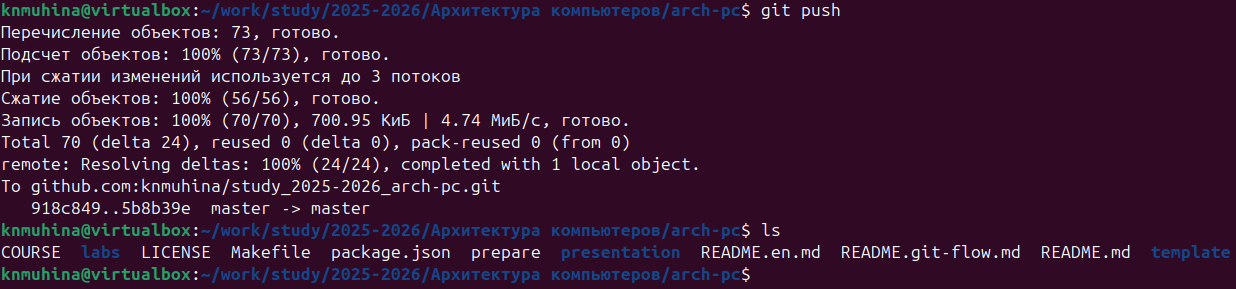 knmuhina@virtualbox:~/work/study/2025-2026/Архитектура компьютеров/arch-pc$ git push
Перечисление объектов: 73, готово.
Подсчет объектов: 100% (73/73), готово.
При сжатии изменений используется до 3 потоков
Сжатие объектов: 100% (56/56), готово.
Запись объектов: 100% (70/70), 700.95 КиБ | 4.74 МиБ/с, готово.
Total 70 (delta 24), reused 0 (delta 0), pack-reused 0 (from 0)
remote: Resolving deltas: 100% (24/24), completed with 1 local object.
To github.com:knmuhina/study_2025-2026_arch-pc.git
   918c849..5b8b39e  master -> master
knmuhina@virtualbox:~/work/study/2025-2026/Архитектура компьютеров/arch-pc$ ls
COURSE  labs  LICENSE  Makefile  package.json  prepare  presentation  README.en.md  README.git-flow.md  README.md  template
knmuhina@virtualbox:~/work/study/2025-2026/Архитектура компьютеров/arch-pc$